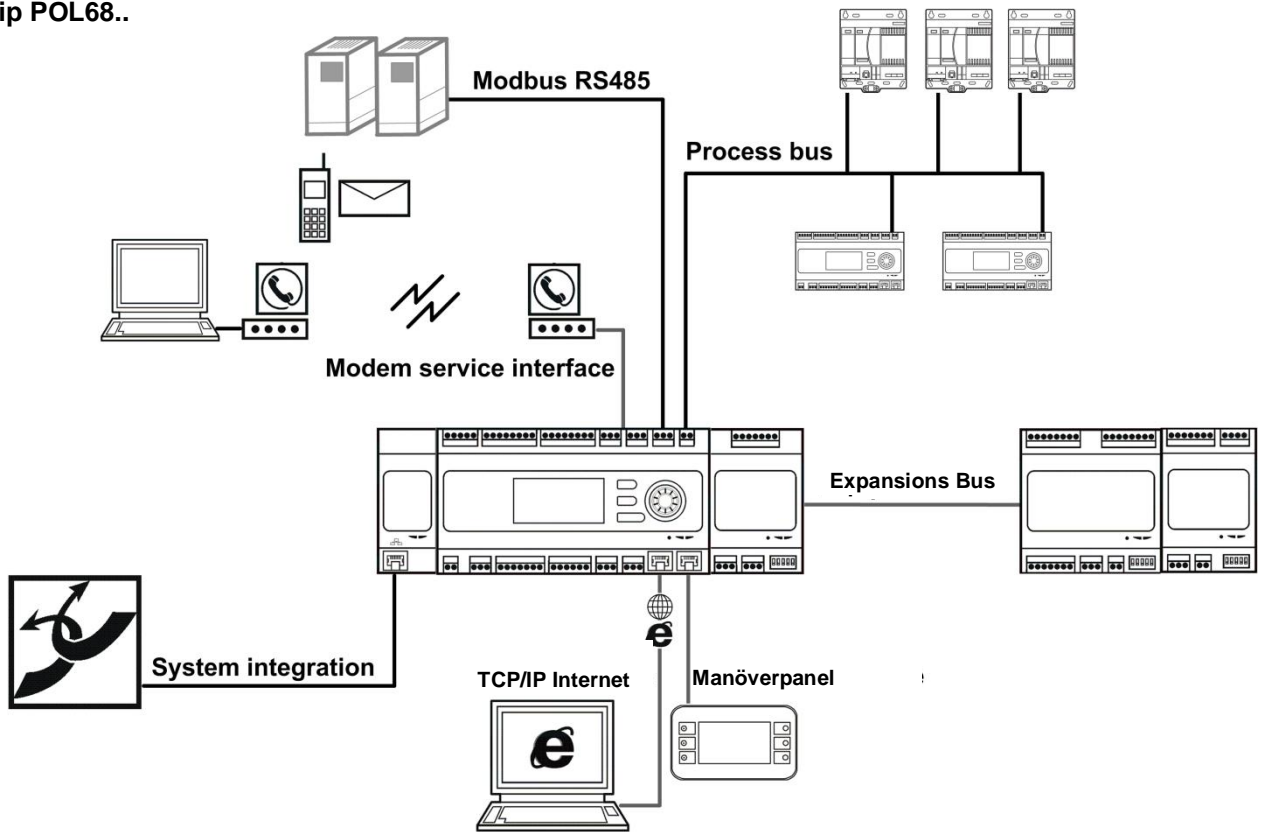 ip POL68..
Modbus RS485
Process bus
Modem service interface
Expansions Bus
System integration
TCP/IP Internet
Manöverpanel